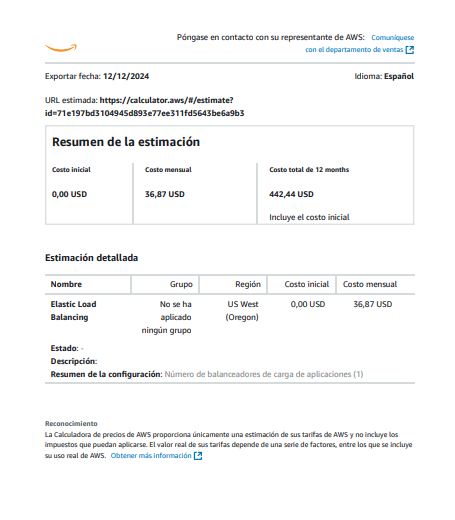 Póngase en contacto con su representante de AWS: Comuníquese
con el departamento de ventas
Exportar fecha: 12/12/2024 Idioma: Español
URL estimada: https://calculator.aws/#/estimate?
id=71e197bd3104945d893e77ee311fd5643be6a9b3
Resumen de la estimación
Costo inicial Costo mensual Costo total de 12 months
0,00 USD 36,87 USD 442,44 USD
Incluye el costo inicial
Estimación detallada
Nombre Grupo Región Costo inicial Costo mensual
Elastic Load No se ha US West 0,00 USD 36,87 USD
Balancing aplicado (Oregon)
ningún grupo
Estado: -
Descripción:
Resumen de la configuración: Número de balanceadores de carga de aplicaciones (1)
Reconocimiento
La Calculadora de precios de AWS proporciona únicamente una estimación de sus tarifas de AWS y no incluye los
impuestos que puedan aplicarse. El valor real de sus tarifas depende de una serie de factores, entre los que se incluye
su uso real de AWS. Obtener más información